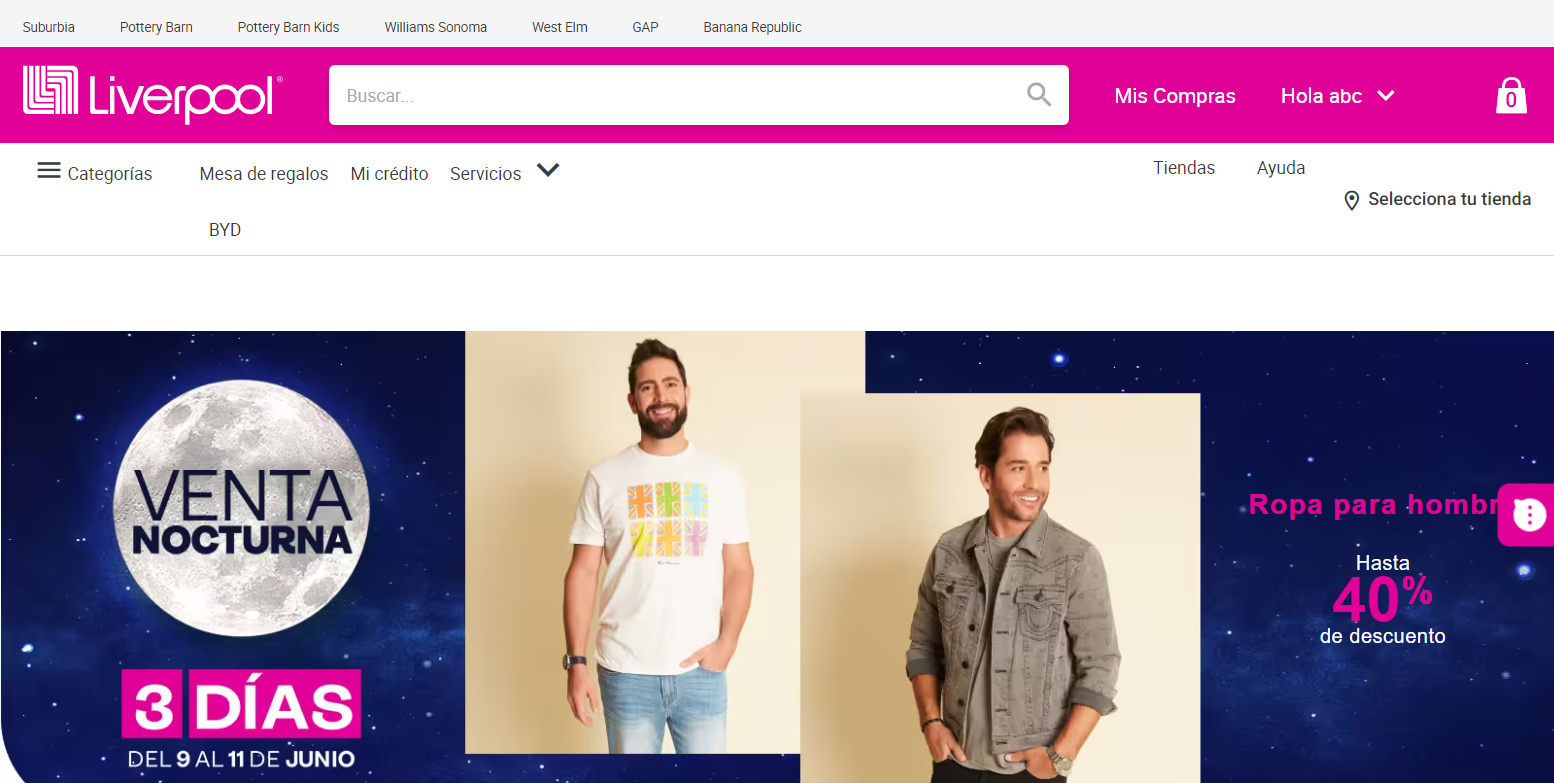 Suburbia Pottery Barn Pottery Barn Kids Williams Sonoma West Elm GAP Banana Republic
Liverpool® Buscar... Mis Compras Hola abc 0
Categorías Mesa de regalos Mi crédito Servicios Tiendas Ayuda
Selecciona tu tienda
BYD
VENTA
NOCTURNA
3 DÍAS
DEL 9 AL 11 DE JUNIO
Ropa para hombr
Hasta
40%
de descuento